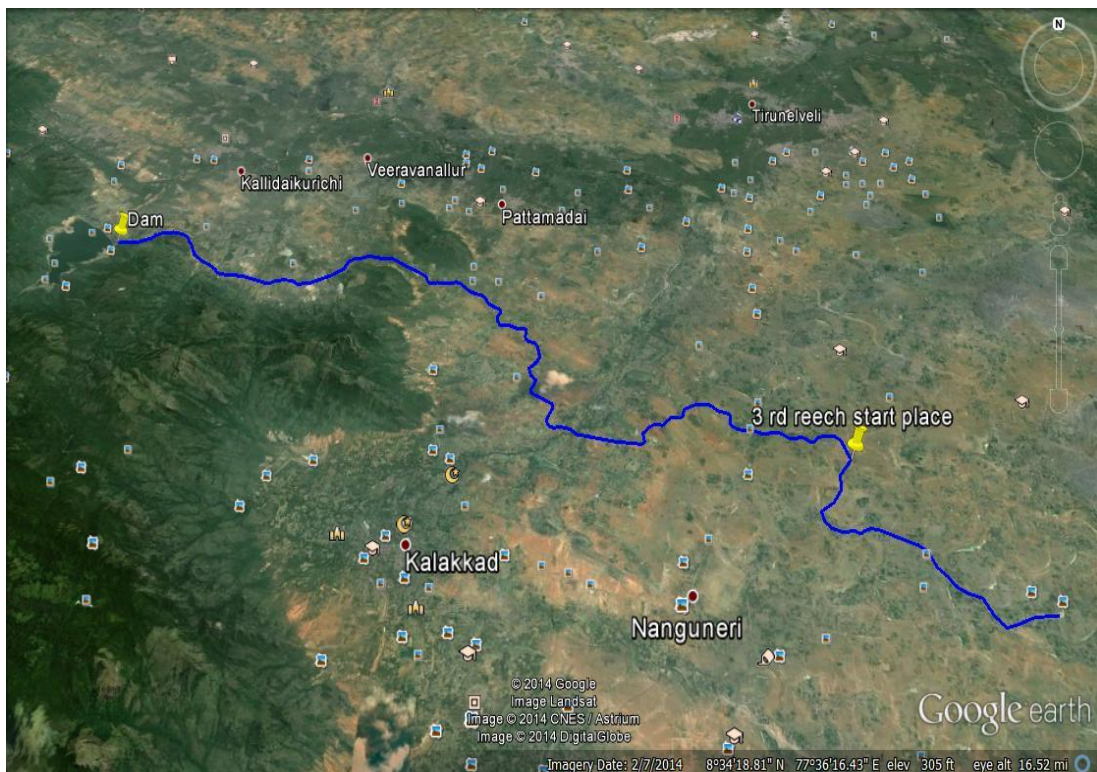 N
Tirunelveli
Veeravanallur
Kallidaikurichi
Pattamadai
Dam
3 rd reech start place
Kalakkad
Nanguneri
© 2014 Google
Image Landsat
Image © 2014 CNES / Astrium
Image © 2014 DigitalGlobe
Google earth
Imagery Date: 2/7/2014 8°34'18.81" N 77°36'16.43" E elev 305 ft eye alt 16.52 mi